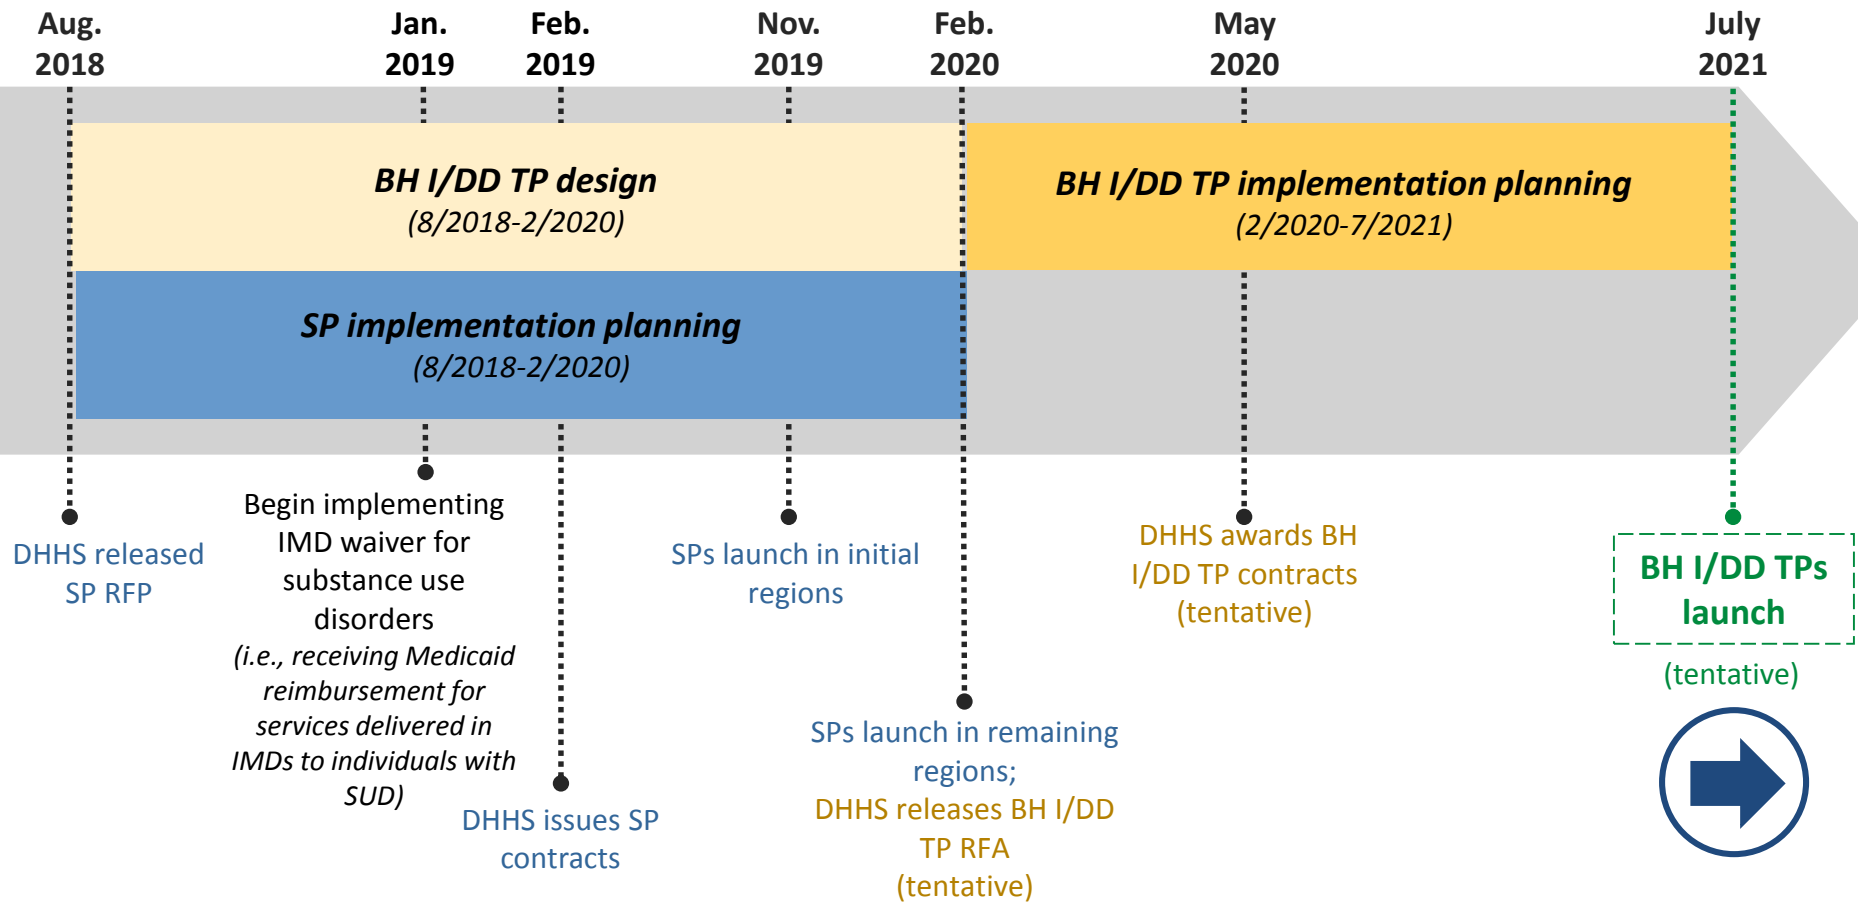 Aug.
2018
Jan.
2019
Feb.
2019
Nov.
2019
Feb.
2020
May
2020
July
2021
BH I/DD TP design
(8/2018-2/2020)
BH I/DD TP implementation planning
(2/2020-7/2021)
SP implementation planning
(8/2018-2/2020)
DHHS released
SP RFP
Begin implementing
IMD waiver for
substance use
disorders
(i.e., receiving Medicaid
reimbursement for
services delivered in
IMDs to individuals with
SUD)
DHHS issues SP
contracts
SPs launch in initial
regions
SPs launch in remaining
regions;
DHHS releases BH I/DD
TP RFA
(tentative)
DHHS awards BH
I/DD TP contracts
(tentative)
BH I/DD TPs
launch
(tentative)